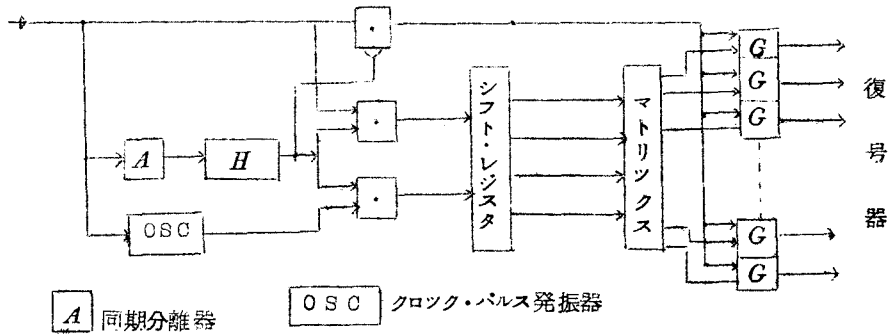 ・
シフト・レジスタ
マトリックス
G
G
G
復号器
・
A
H
・
OSC
G
G
A 同期分離器
OSC クロック・パルス発振器